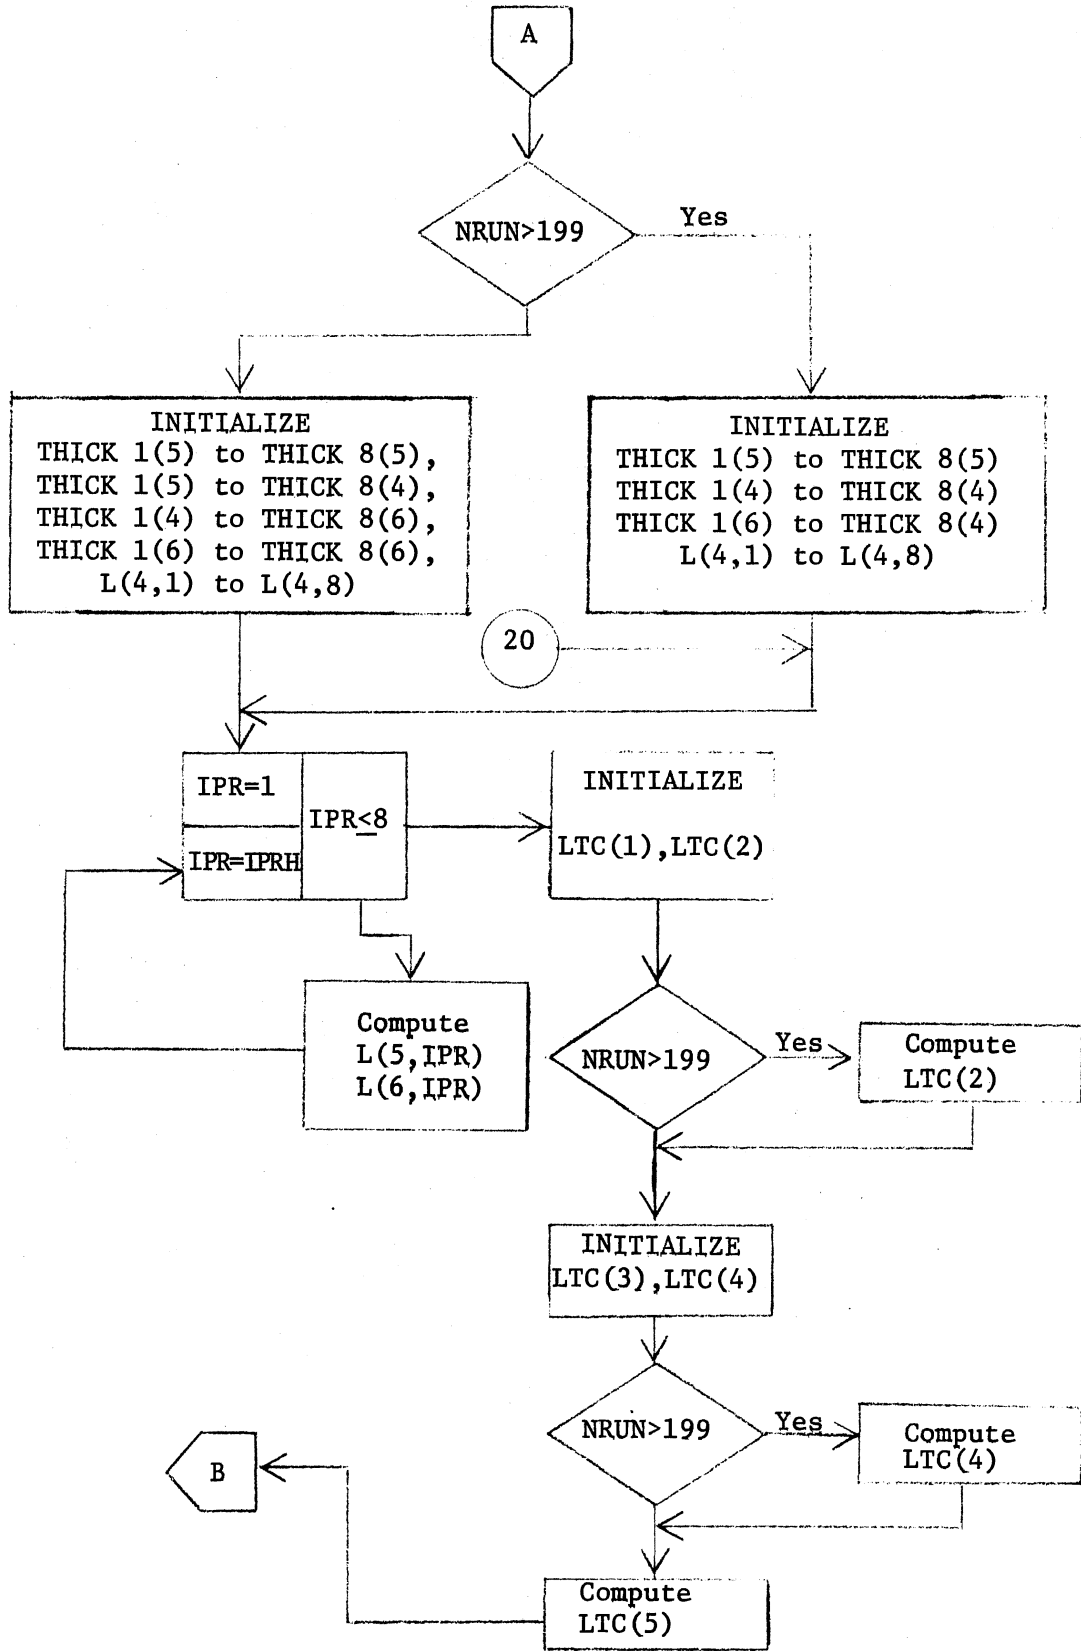 A
NRUN>199
Yes
INITIALIZE
THICK 1(5) to THICK 8(5),
THICK 1(5) to THICK 8(4),
THICK 1(4) to THICK 8(6),
THICK 1(6) to THICK 8(6),
L(4,1) to L(4,8)
INITIALIZE
THICK 1(5) to THICK 8(5)
THICK 1(4) to THICK 8(4)
THICK 1(6) to THICK 8(4)
L(4,1) to L(4,8)
20
IPR=1
IPR≤8
IPR=IPRH
INITIALIZE
LTC(1),LTC(2)
Compute
L(5,IPR)
L(6,IPR)
NRUN>199
Yes
Compute
LTC(2)
INITIALIZE
LTC(3),LTC(4)
NRUN>199
Yes
Compute
LTC(4)
B
Compute
LTC(5)